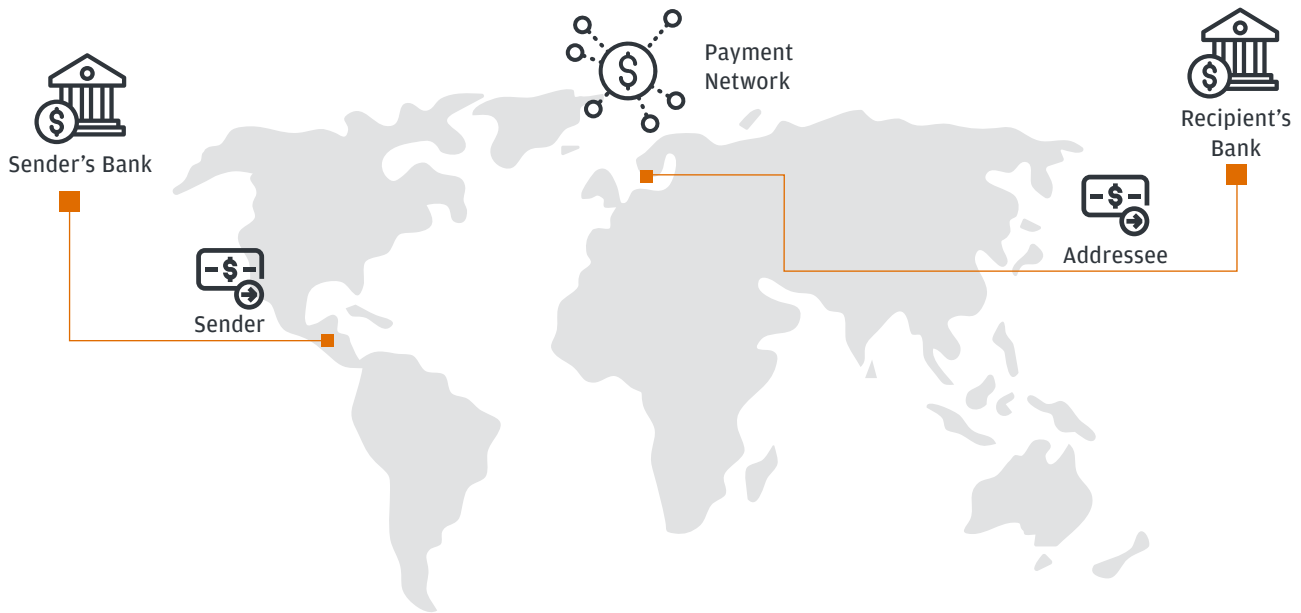 Payment
Network
Sender’s Bank
Recipient’s
Bank
$
$
$
- $ -
Sender
- $ -
Addressee